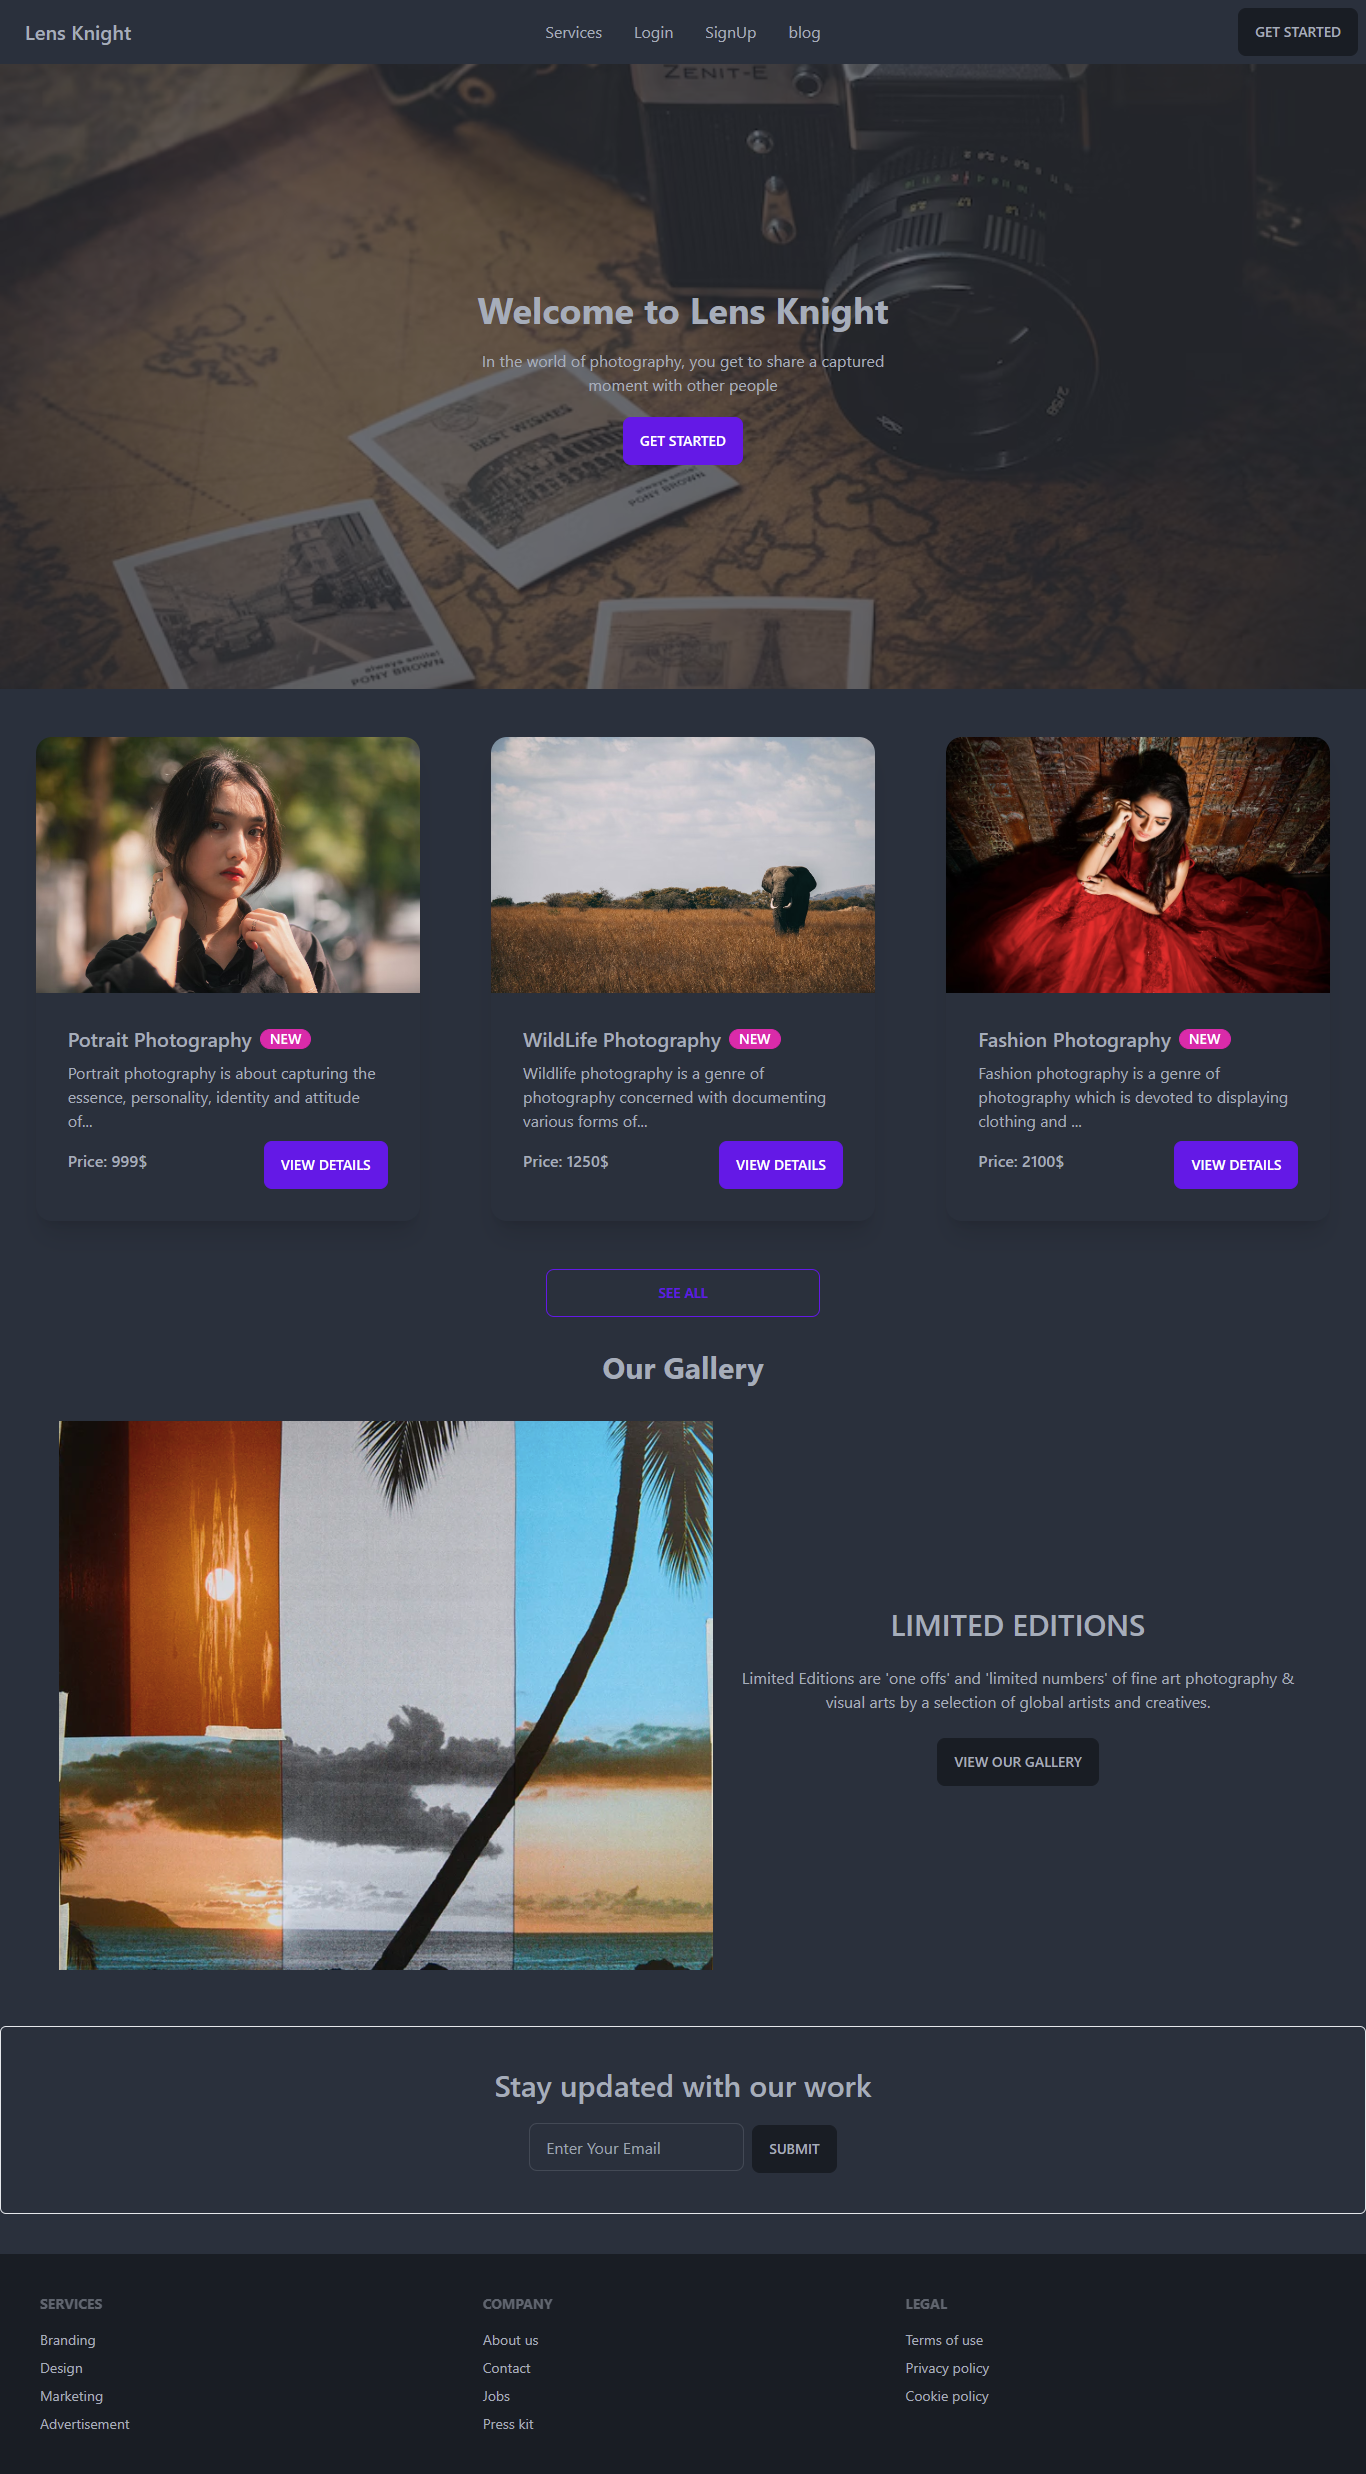 Lens Knight
Services
Login
SignUp
blog
GET STARTED
ZENIT-E
2/58
Welcome to Lens Knight
In the world of photography, you get to share a captured
moment with other people
GET STARTED
BEST WISHES
always smile!
PONY BROWN
always smile!
PONY BROWN
Potrait Photography NEW
Portrait photography is about capturing the
essence, personality, identity and attitude
of...
Price: 999$
VIEW DETAILS
WildLife Photography NEW
Wildlife photography is a genre of
photography concerned with documenting
various forms of...
Price: 1250$
VIEW DETAILS
Fashion Photography NEW
Fashion photography is a genre of
photography which is devoted to displaying
clothing and ...
Price: 2100$
VIEW DETAILS
SEE ALL
Our Gallery
LIMITED EDITIONS
Limited Editions are 'one offs' and 'limited numbers' of fine art photography &
visual arts by a selection of global artists and creatives.
VIEW OUR GALLERY
Stay updated with our work
Enter Your Email
SUBMIT
SERVICES
Branding
Design
Marketing
Advertisement
COMPANY
About us
Contact
Jobs
Press kit
LEGAL
Terms of use
Privacy policy
Cookie policy